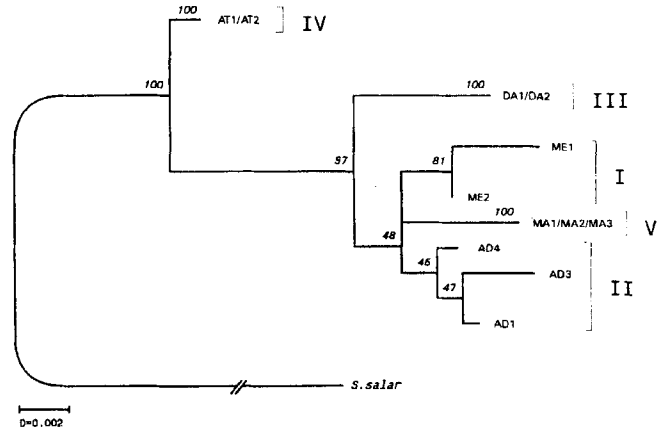 100
AT1/AT2
IV
100
100
DA1/DA2
III
97
81
ME1
I
ME2
100
MA1/MA2/MA3
V
48
46
AD4
47
AD3
II
AD1
S.salar
D=0.002